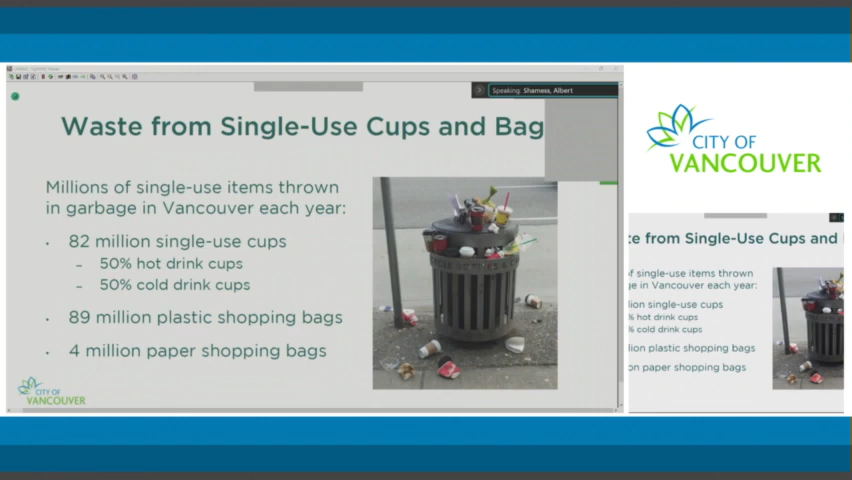 Speaking: Shamess, Albert
Waste from Single-Use Cups and Bag
Millions of single-use items thrown
in garbage in Vancouver each year:
• 82 million single-use cups
– 50% hot drink cups
– 50% cold drink cups
• 89 million plastic shopping bags
• 4 million paper shopping bags
CITY OF
VANCOUVER
CITY OF
VANCOUVER
te from Single-Use Cups and
of single-use items thrown
ge in Vancouver each year:
lion single-use cups
% hot drink cups
% cold drink cups
lion plastic shopping bags
on paper shopping bags